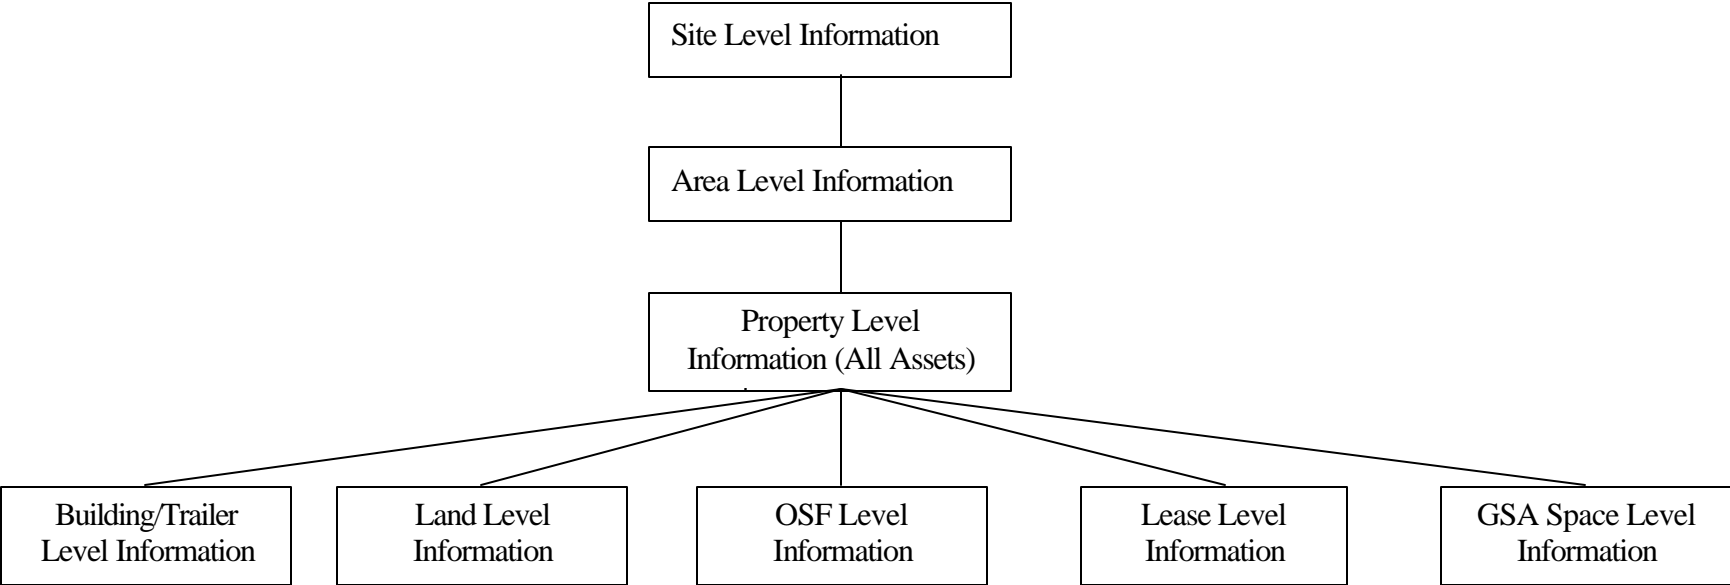 Site Level Information
Area Level Information
Property Level
Information (All Assets)
Building/Trailer
Level Information
Land Level
Information
OSF Level
Information
Lease Level
Information
GSA Space Level
Information